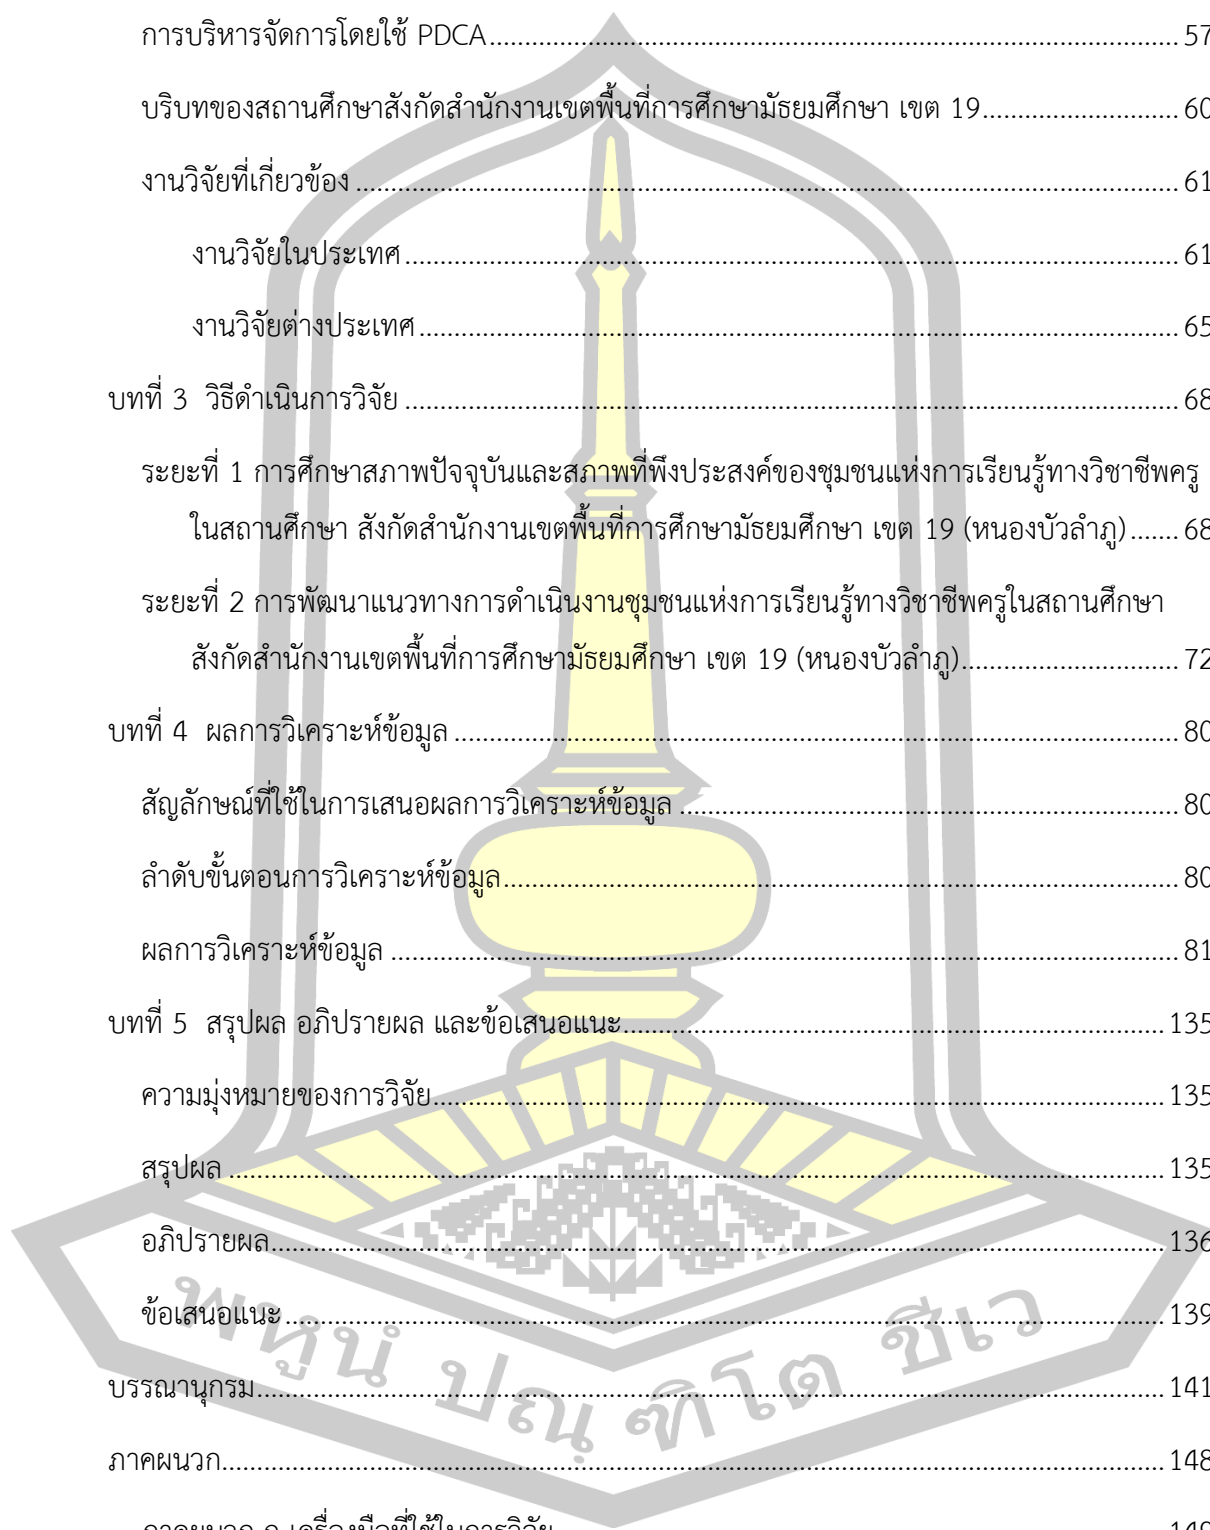 การบริหารจัดการโดยใช้ PDCA.......... 57
บริบทของสถานศึกษาสังกัดสำนักงานเขตพื้นที่การศึกษามัธยมศึกษา เขต 19.......... 60
งานวิจัยที่เกี่ยวข้อง .......... 61
งานวิจัยในประเทศ .......... 61
งานวิจัยต่างประเทศ.......... 65
บทที่ 3 วิธีดำเนินการวิจัย .......... 68
ระยะที่ 1 การศึกษาสภาพปัจจุบันและสภาพที่พึงประสงค์ของชุมชนแห่งการเรียนรู้ทางวิชาชีพครู
ในสถานศึกษา สังกัดสำนักงานเขตพื้นที่การศึกษามัธยมศึกษา เขต 19 (หนองบัวลำภู)....... 68
ระยะที่ 2 การพัฒนาแนวทางการดำเนินงานชุมชนแห่งการเรียนรู้ทางวิชาชีพครูในสถานศึกษา
สังกัดสำนักงานเขตพื้นที่การศึกษามัธยมศึกษา เขต 19 (หนองบัวลำภู).......... 72
บทที่ 4 ผลการวิเคราะห์ข้อมูล .......... 80
สัญลักษณ์ที่ใช้ในการเสนอผลการวิเคราะห์ข้อมูล .......... 80
ลำดับขั้นตอนการวิเคราะห์ข้อมูล.......... 80
ผลการวิเคราะห์ข้อมูล .......... 81
บทที่ 5 สรุปผล อภิปรายผล และข้อเสนอแนะ.......... 135
ความมุ่งหมายของการวิจัย.......... 135
สรุปผล .......... 135
อภิปรายผล.......... 136
ข้อเสนอแนะ .......... 139
บรรณานุกรม.......... 141
ภาคผนวก.......... 148
ภาคผนวก ก เครื่องมือที่ใช้ในการวิจัย .......... 149
พหูนํ ปณฺฑิโต ชีเว